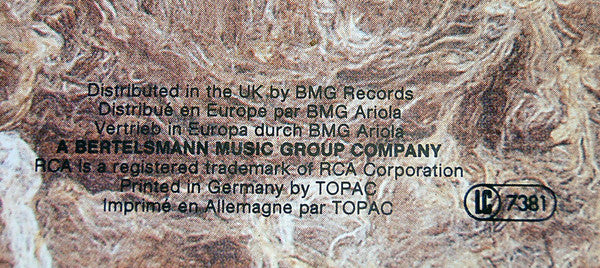 Distributed in the UK by BMG Records
Distribué en Europe par BMG Ariola
Vertrieb in Europa durch BMG Ariola
A BERTELSMANN MUSIC GROUP COMPANY
RCA is a registered trademark of RCA Corporation
Printed in Germany by TOPAC
Imprimé en Allemagne par TOPAC
LC 7381